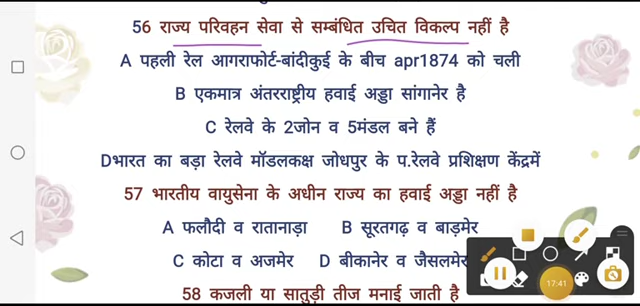 56 राज्य परिवहन सेवा से सम्बंधित उचित विकल्प नहीं है
A पहली रेल आगराफोर्ट-बांदीकुई के बीच apr1874 को चली
B एकमात्र अंतरराष्ट्रीय हवाई अड्डा सांगानेर है
C रेलवे के 2जोन व 5मंडल बने हैं
Dभारत का बड़ा रेलवे मॉडलकक्ष जोधपुर के प.रेलवे प्रशिक्षण केंद्रमें
57 भारतीय वायुसेना के अधीन राज्य का हवाई अड्डा नहीं है
A फलौदी व रातानाड़ा B सूरतगढ़ व बाड़मेर
C कोटा व अजमेर D बीकानेर व जैसलमेर
17:41
58 कजली या सातुड़ी तीज मनाई जाती है